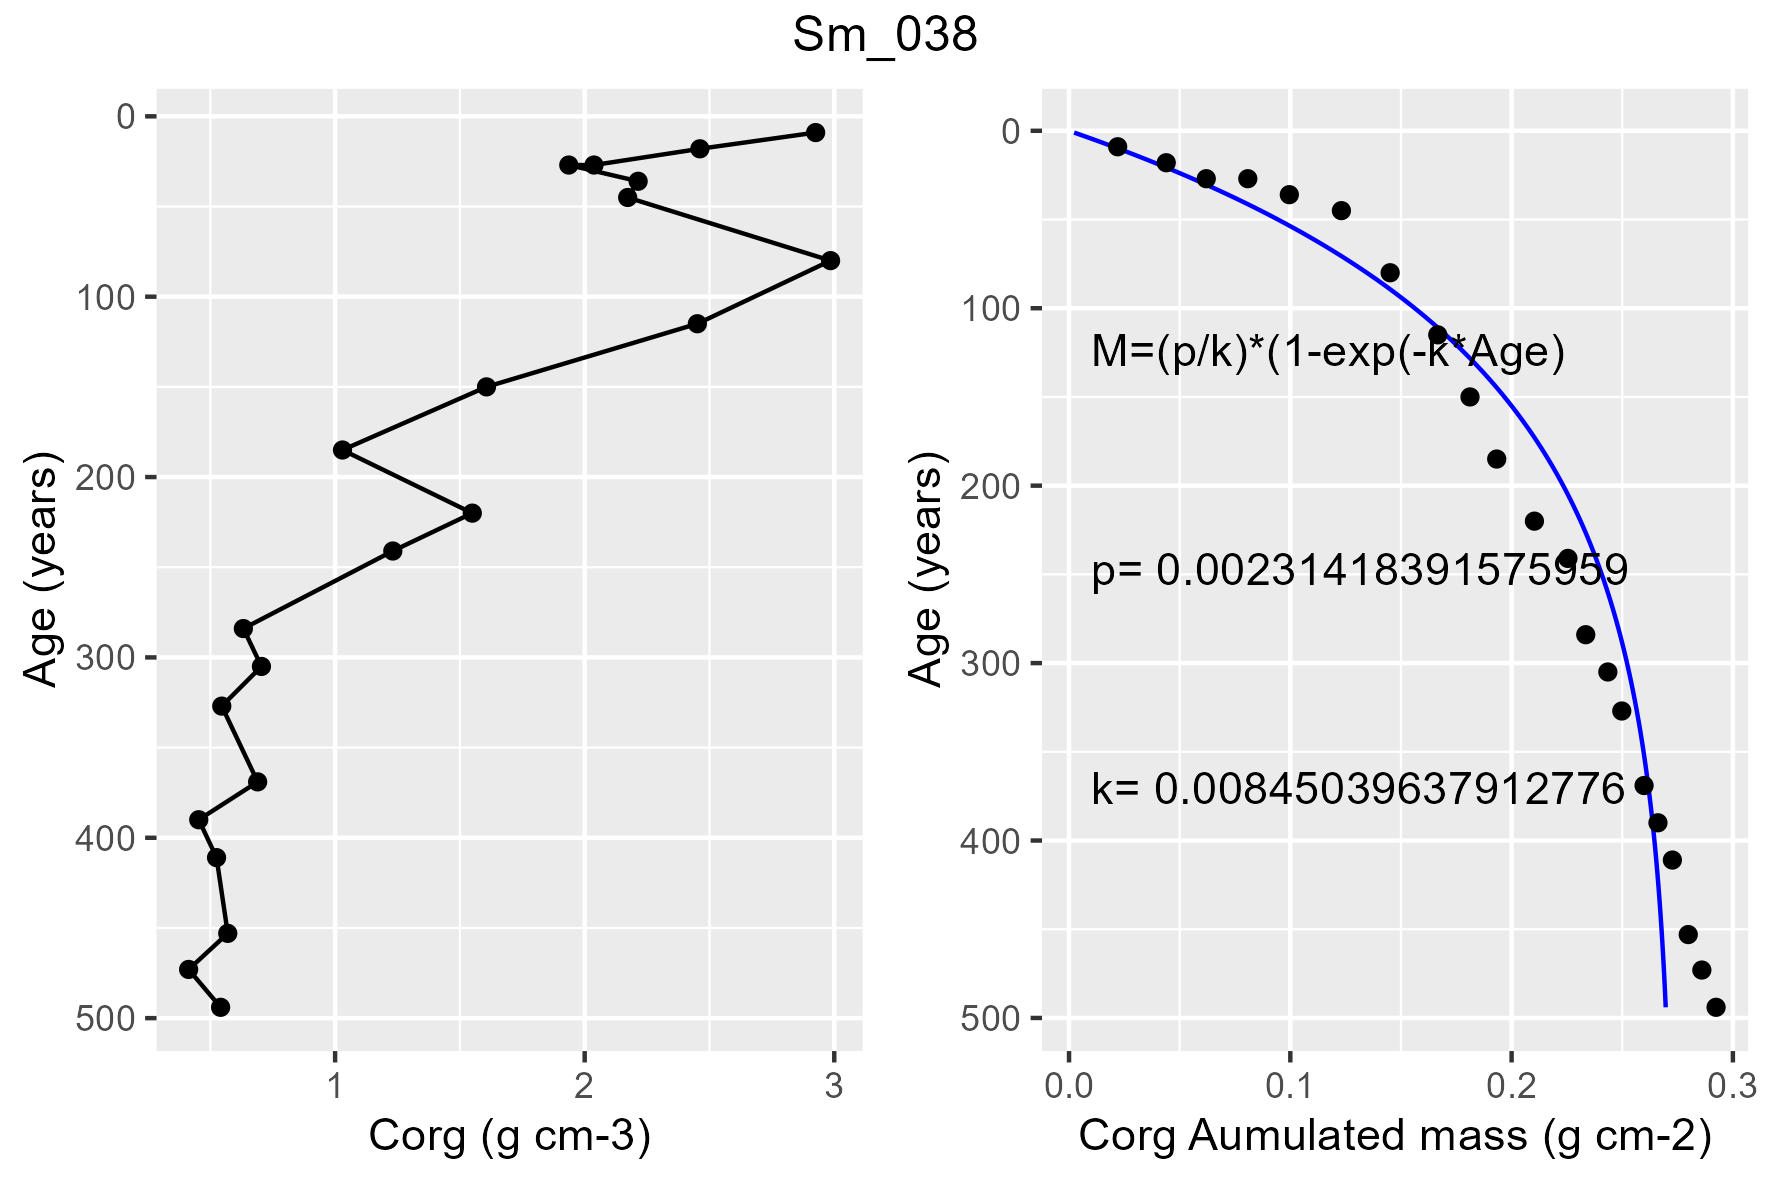 Sm_038
0
100
200
300
400
500
Age (years)
1
2
3
Corg (g cm-3)
0
100
200
300
400
500
Age (years)
M=(p/k)*(1-exp(-k*Age)
p= 0.00231418391575959
k= 0.00845039637912776
0.0
0.1
0.2
0.3
Corg Aumulated mass (g cm-2)